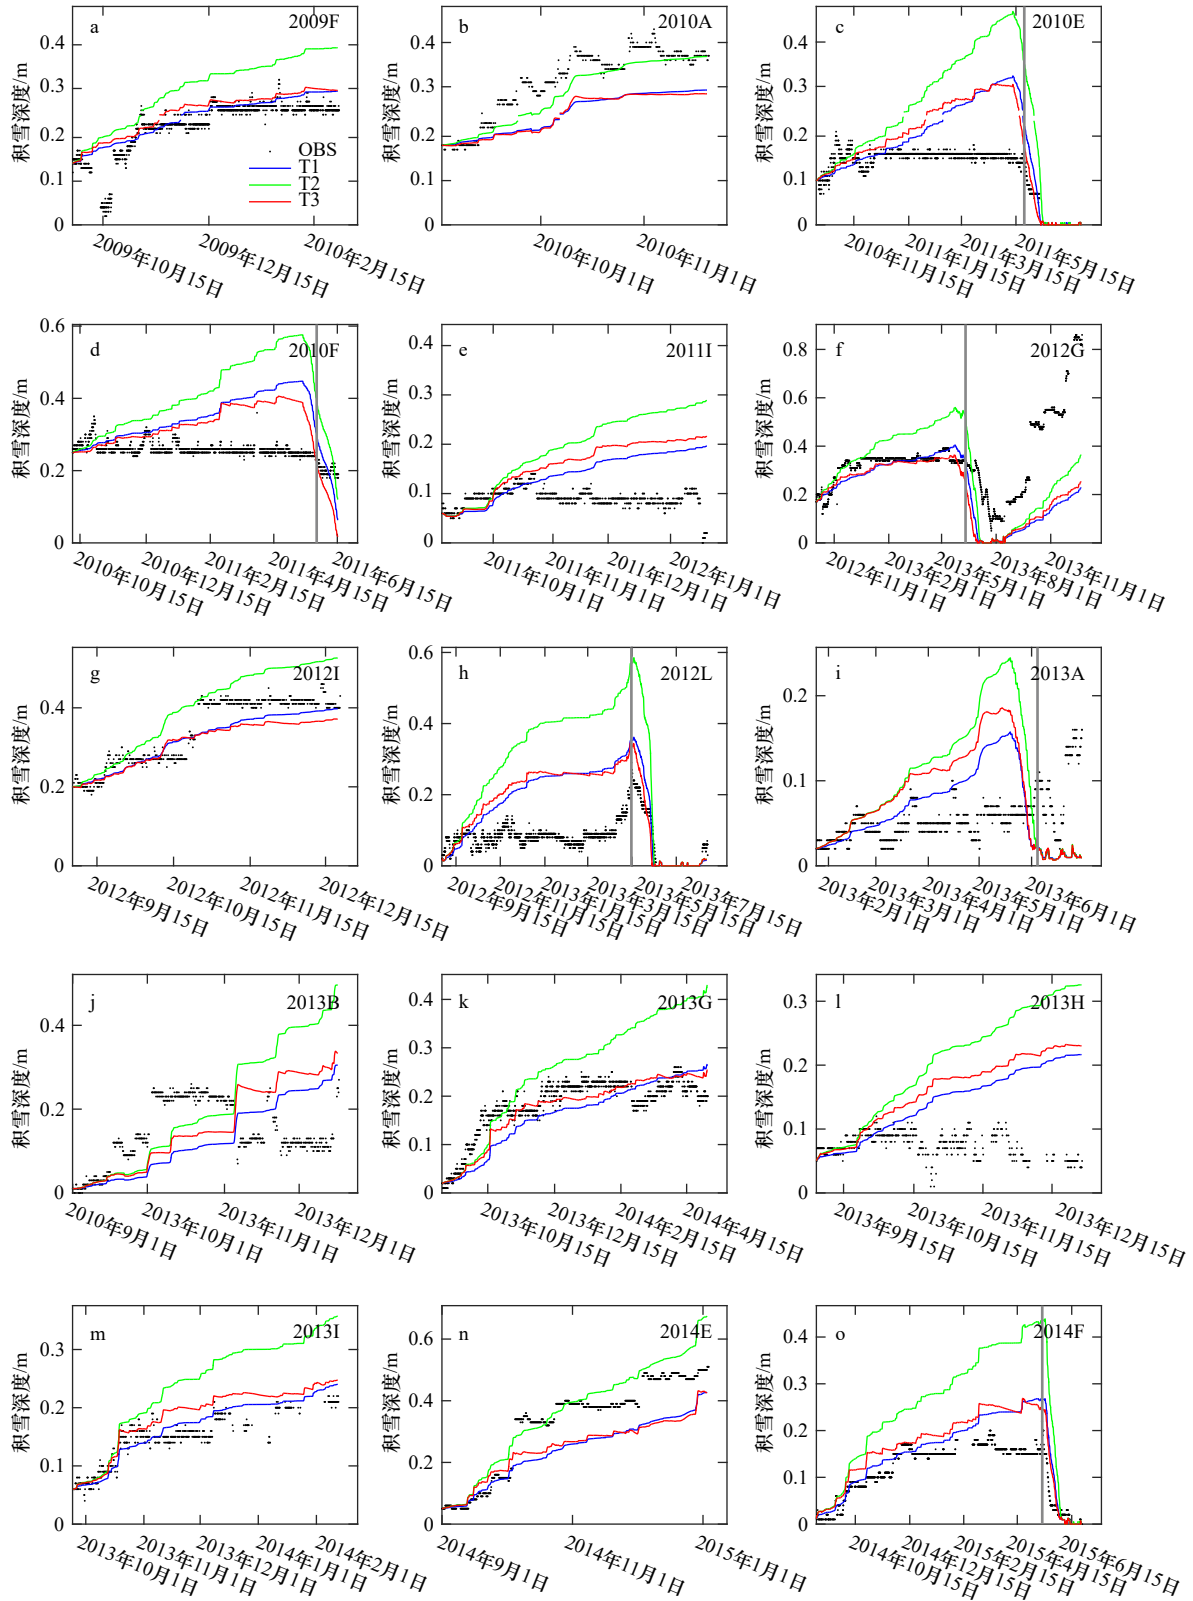 a
2009F
积雪深度/m
0.4
0.3
0.2
0.1
0
OBS
T1
T2
T3
2009年10月15日
2009年12月15日
2010年2月15日
b
2010A
积雪深度/m
0.4
0.3
0.2
0.1
0
2010年10月1日
2010年11月1日
c
2010E
积雪深度/m
0.4
0.3
0.2
0.1
0
2010年11月15日
2011年1月15日
2011年3月15日
2011年5月15日
d
2010F
积雪深度/m
0.6
0.4
0.2
0
2010年10月15日
2010年12月15日
2011年2月15日
2011年4月15日
2011年6月15日
e
2011I
积雪深度/m
0.4
0.3
0.2
0.1
0
2011年10月1日
2011年11月1日
2011年12月1日
2012年1月1日
f
2012G
积雪深度/m
0.8
0.6
0.4
0.2
0
2012年11月1日
2013年2月1日
2013年5月1日
2013年8月1日
2013年11月1日
g
2012I
积雪深度/m
0.4
0.2
0
2012年9月15日
2012年10月15日
2012年11月15日
2012年12月15日
h
2012L
积雪深度/m
0.6
0.4
0.2
0
2012年9月15日
2012年11月15日
2013年1月15日
2013年3月15日
2013年5月15日
2013年7月15日
i
2013A
积雪深度/m
0.2
0.1
0
2013年2月1日
2013年3月1日
2013年4月1日
2013年5月1日
2013年6月1日
j
2013B
积雪深度/m
0.4
0.2
0
2010年9月1日
2013年10月1日
2013年11月1日
2013年12月1日
k
2013G
积雪深度/m
0.4
0.3
0.2
0.1
0
2013年10月15日
2013年12月15日
2014年2月15日
2014年4月15日
l
2013H
积雪深度/m
0.3
0.2
0.1
0
2013年9月15日
2013年10月15日
2013年11月15日
2013年12月15日
m
2013I
积雪深度/m
0.3
0.2
0.1
0
2013年10月1日
2013年11月1日
2013年12月1日
2014年1月1日
2014年2月1日
n
2014E
积雪深度/m
0.6
0.4
0.2
0
2014年9月1日
2014年11月1日
2015年1月1日
o
2014F
积雪深度/m
0.4
0.3
0.2
0.1
0
2014年10月15日
2014年12月15日
2015年2月15日
2015年4月15日
2015年6月15日